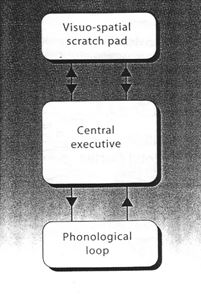 Visuo-spatial
scratch pad
Central
executive
Phonological
loop